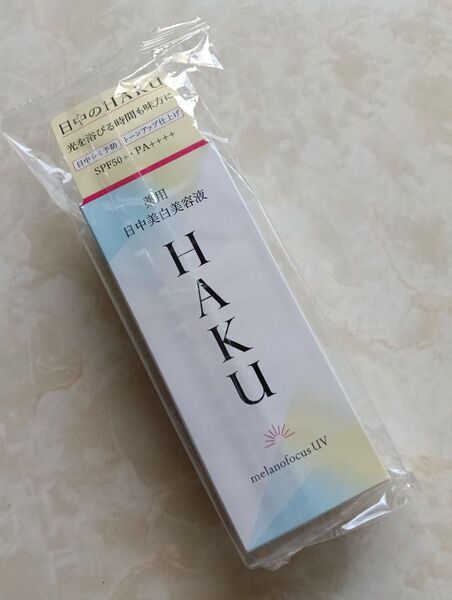 日中のHAKU
光を浴びる時間も味方に
日中シミ予防 トーンアップ仕上げ
SPF50+・PA++++
薬用
日中美白美容液
HAKU
melanofocus UV